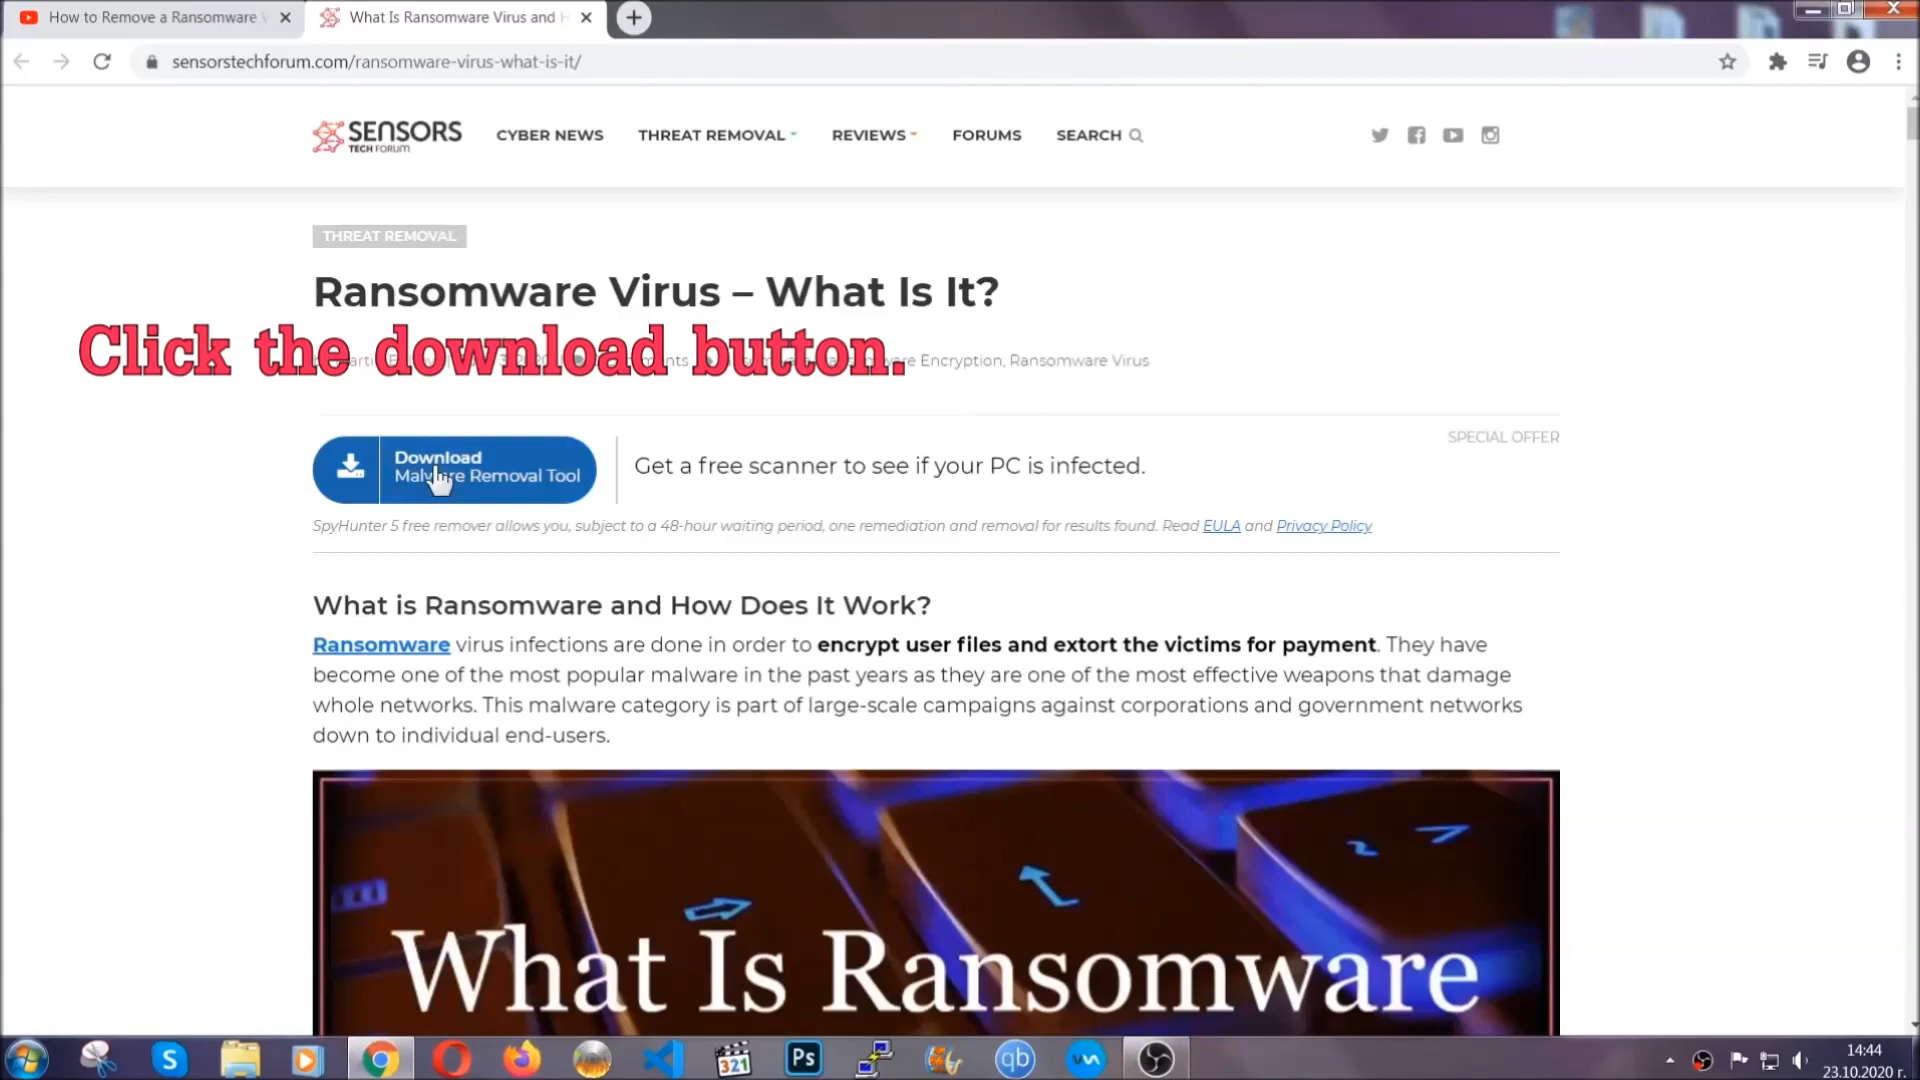 How to Remove a Ransomware
What Is Ransomware Virus and
sensorstechforum.com/ransomware-virus-what-is-it/
SENSORS
TECH FORUM
CYBER NEWS
THREAT REMOVAL
REVIEWS
FORUMS
SEARCH
THREAT REMOVAL
Ransomware Virus – What Is It?
Click the download button.
Encryption, Ransomware Virus
SPECIAL OFFER
Download
Malware Removal Tool
Get a free scanner to see if your PC is infected.
SpyHunter 5 free remover allows you, subject to a 48-hour waiting period, one remediation and removal for results found. Read EULA and Privacy Policy
What is Ransomware and How Does It Work?
Ransomware virus infections are done in order to encrypt user files and extort the victims for payment. They have
become one of the most popular malware in the past years as they are one of the most effective weapons that damage
whole networks. This malware category is part of large-scale campaigns against corporations and government networks
down to individual end-users.
What Is Ransomware
S
321
Ps
qb
14:44
23.10.2020 г.